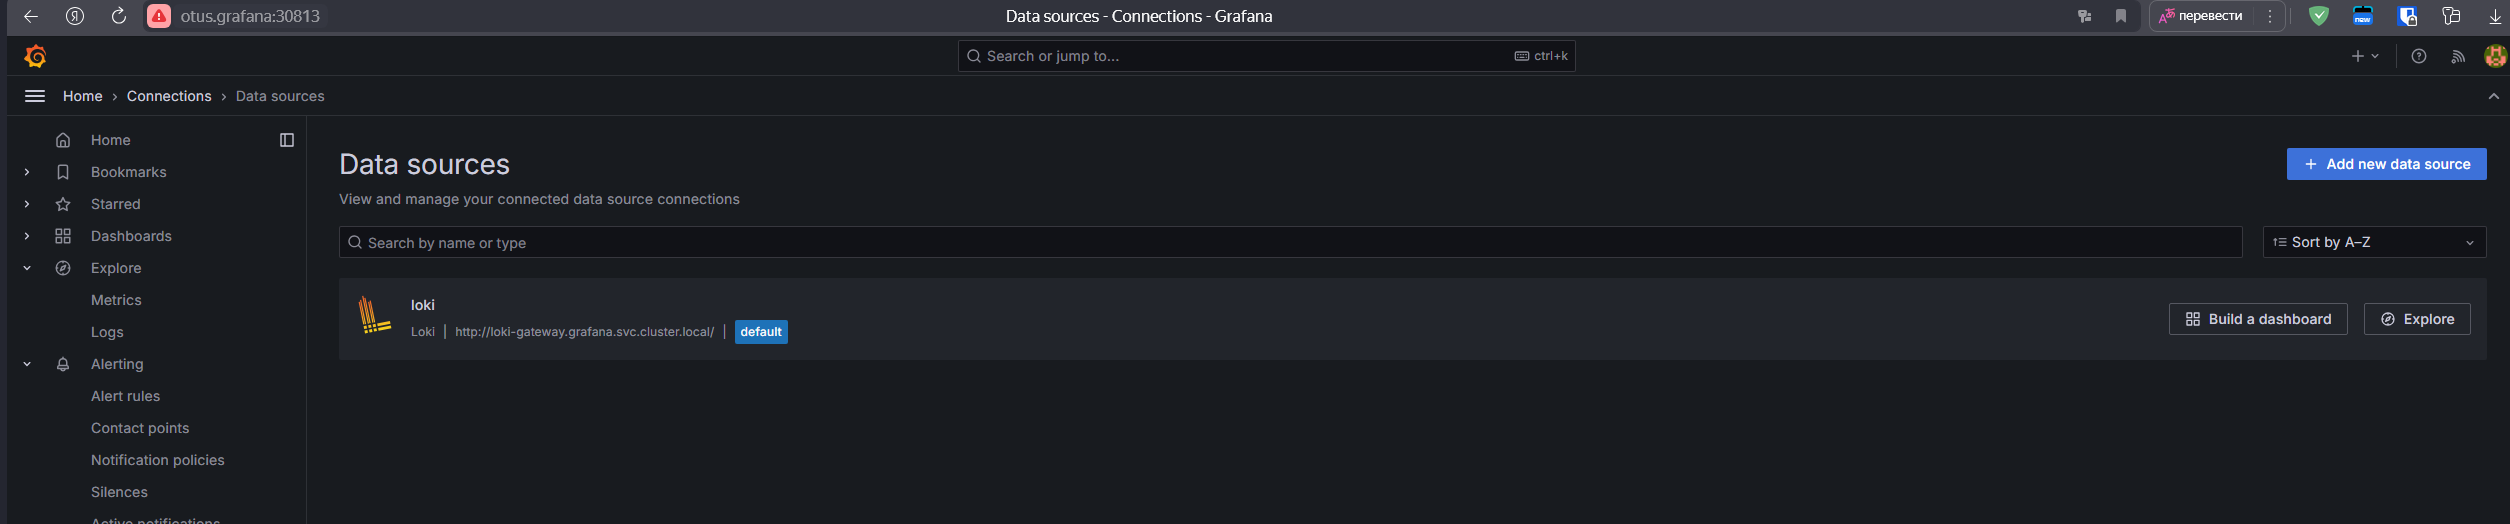 otus.grafana:30813
Data sources - Connections - Grafana
перевести
new
Search or jump to...
ctrl+k
Home › Connections › Data sources
Home
Bookmarks
Starred
Dashboards
Explore
Metrics
Logs
Alerting
Alert rules
Contact points
Notification policies
Silences
Active notifications
Data sources
Add new data source
View and manage your connected data source connections
Search by name or type
Sort by A–Z
loki
Loki | http://loki-gateway.grafana.svc.cluster.local/ | default
Build a dashboard
Explore